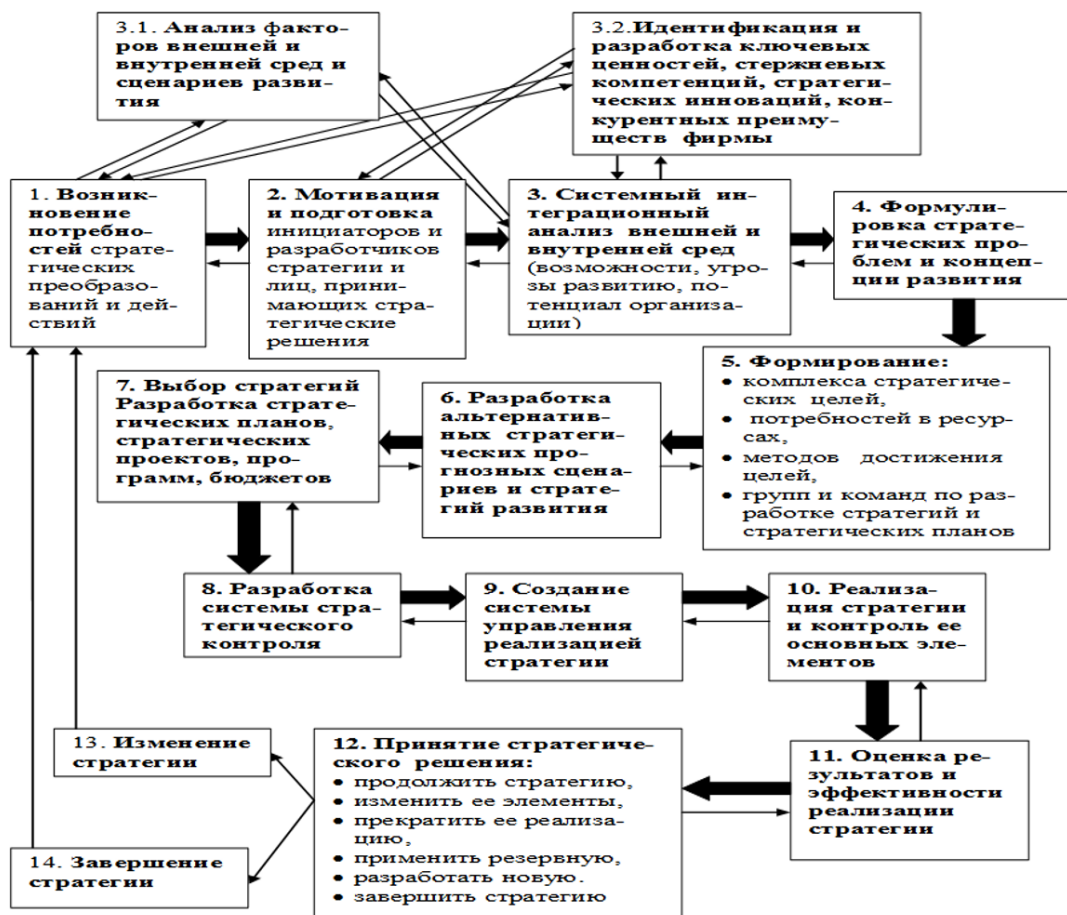 3.1. Анализ факто-
ров внешней и
внутренней сред и
сценариев разви-
тия
3.2.Идентификация и
разработка ключевых
ценностей, стержневых
компетенций, страте-
гических инноваций, кон-
курентных преиму-
ществ фирмы
1. Возник-
новение
потребно-
стей стра-
тегических
преобразо-
ваний и дей-
ствий
2. Мотивация
и подготовка
инициаторов и
разработчиков
стратегии и
лиц, прини-
мающих стра-
тегические
решения
3. Системный ин-
теграционный
анализ внешней и
внутренней сред
(возможности, угро-
зы развитию, по-
тенциал организа-
ции)
4. Формули-
ровка страте-
гических про-
блем и концеп-
ции развития
5. Формирование:
• комплекса стратегиче-
ских целей,
• потребностей в ресур-
сах,
• методов достижения
целей,
• групп и команд по раз-
работке стратегий и
стратегических планов
7. Выбор стратегий
Разработка страте-
гических планов,
стратегических
проектов, про-
грамм, бюджетов
6. Разработка
альтернатив-
ных стратеги-
ческих про-
гнозных сцена-
риев и страте-
гий развития
8. Разработка
системы стра-
тегического
контроля
9. Создание
системы
управления
реализацией
стратегии
10. Реализа-
ция стратегии
и контроль ее
основных эле-
ментов
13. Изменение
стратегии
12. Принятие стратегиче-
ского решения:
• продолжить стратегию,
• изменить ее элементы,
• прекратить ее реализа-
цию,
• применить резервную,
• разработать новую.
• завершить стратегию
11. Оценка ре-
зультатов и
эффективности
реализации
стратегии
14. Завершение
стратегии